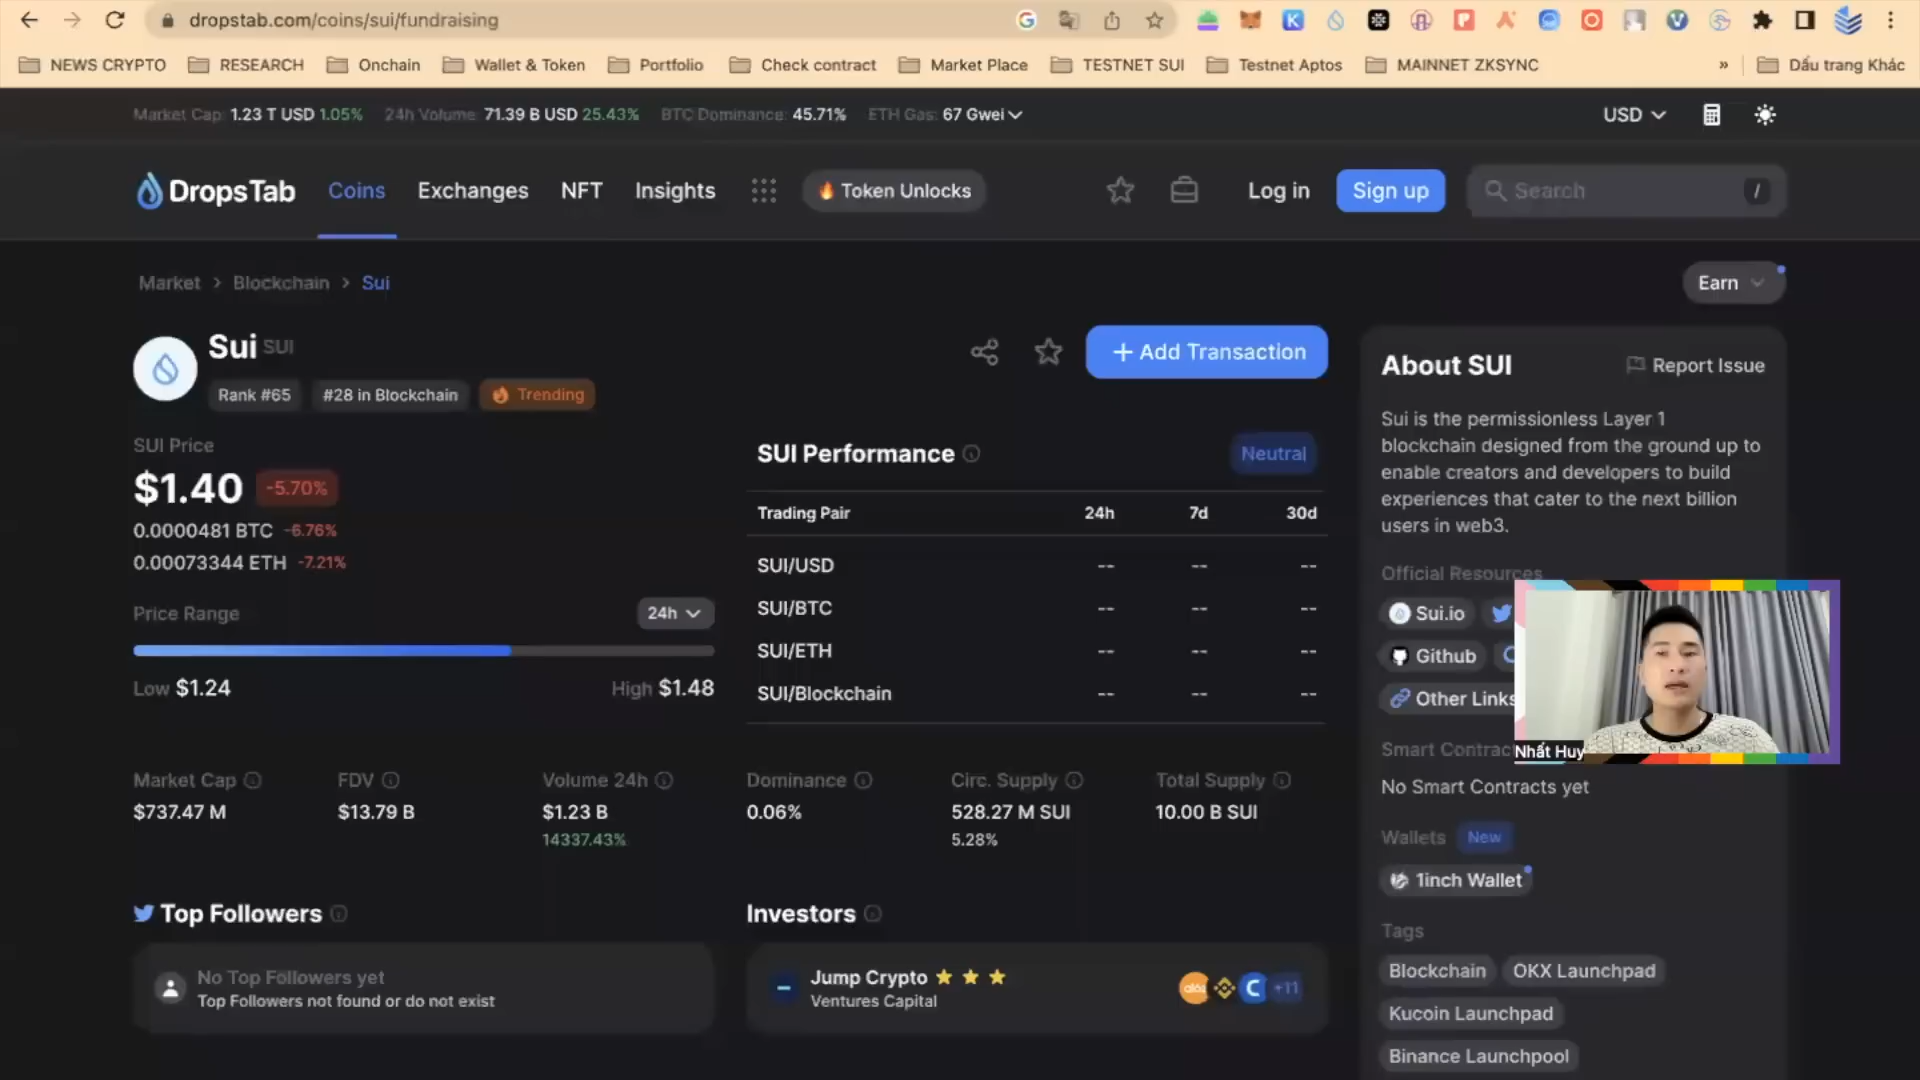 dropstab.com/coins/sui/fundraising
NEWS CRYPTO
RESEARCH
Onchain
Wallet & Token
Portfolio
Check contract
Market Place
TESTNET SUI
Testnet Aptos
MAINNET ZKSYNC
»
Dấu trang Khác
Market Cap: 1.23 T USD 1.05%
24h Volume: 71.39 B USD 25.43%
BTC Dominance: 45.71%
ETH Gas: 67 Gwei
USD
DropsTab
Coins
Exchanges
NFT
Insights
Token Unlocks
Log in
Sign up
Search
/
Market > Blockchain > Sui
Earn
Sui SUI
Rank #65
#28 in Blockchain
Trending
+ Add Transaction
SUI Price
$1.40 -5.70%
0.0000481 BTC -6.76%
0.00073344 ETH -7.21%
Price Range
24h
Low $1.24
High $1.48
SUI Performance
Neutral
Trading Pair 24h 7d 30d
SUI/USD -- -- --
SUI/BTC -- -- --
SUI/ETH -- -- --
SUI/Blockchain -- -- --
Market Cap
$737.47 M
FDV
$13.79 B
Volume 24h
$1.23 B
14337.43%
Dominance
0.06%
Circ. Supply
528.27 M SUI
5.28%
Total Supply
10.00 B SUI
Top Followers
No Top Followers yet
Top Followers not found or do not exist
Investors
Jump Crypto
Ventures Capital
+11
About SUI
Report Issue
Sui is the permissionless Layer 1
blockchain designed from the ground up to
enable creators and developers to build
experiences that cater to the next billion
users in web3.
Official Resources
Sui.io
Github
Other Links
Nhất Huy
Smart Contrac
No Smart Contracts yet
Wallets New
1inch Wallet
Tags
Blockchain
OKX Launchpad
Kucoin Launchpad
Binance Launchpool